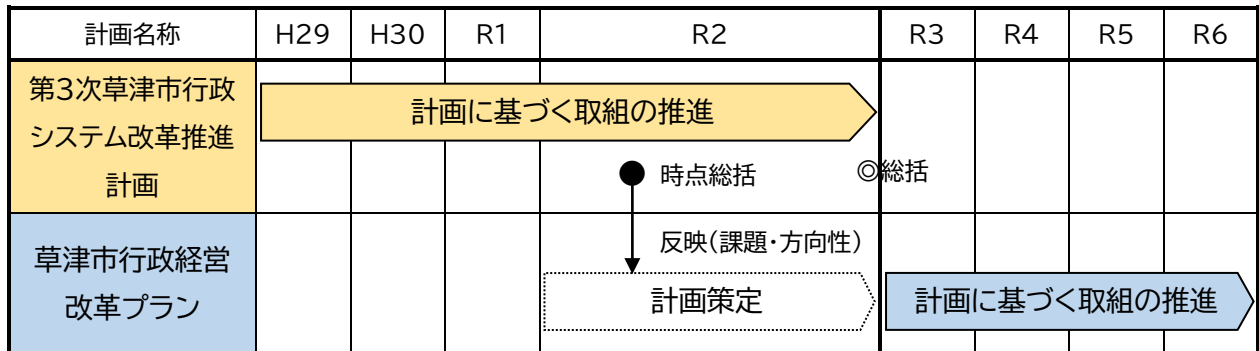 計画名称 H29 H30 R1 R2 R3 R4 R5 R6
第3次草津市行政
システム改革推進
計画
計画に基づく取組の推進
時点総括 ◎総括
草津市行政経営
改革プラン
反映(課題・方向性)
計画策定 計画に基づく取組の推進